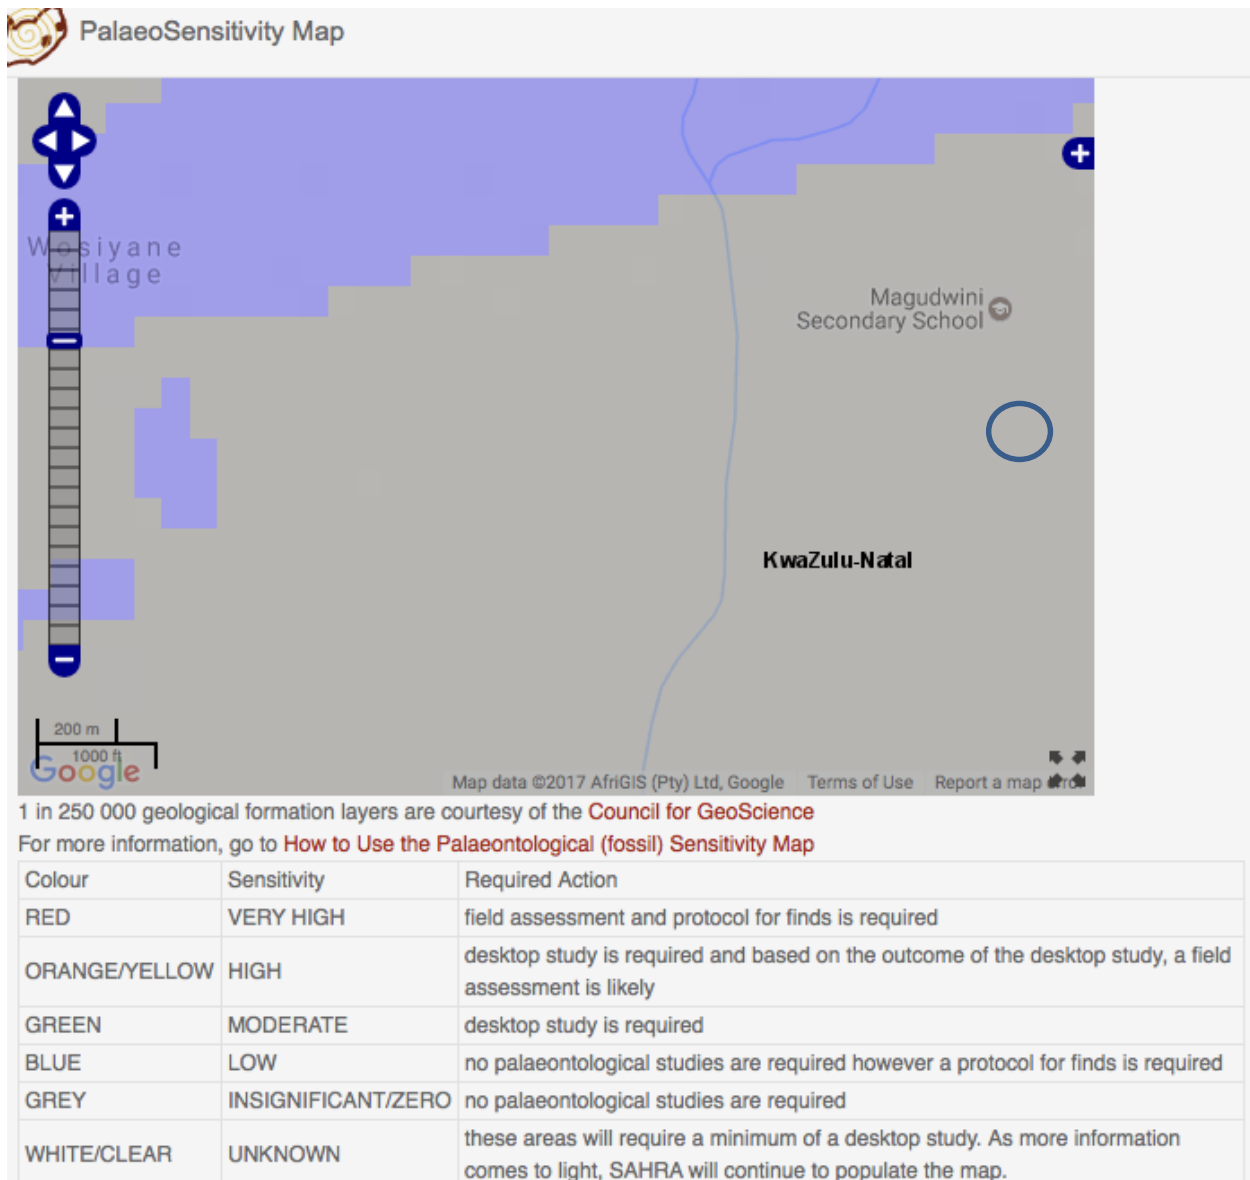 PalaeoSensitivity Map
Wosiyane
Village
Magudwini
Secondary School
KwaZulu-Natal
200 m
1000 ft
Google
Map data ©2017 AfriGIS (Pty) Ltd, Google Terms of Use Report a map error
1 in 250 000 geological formation layers are courtesy of the Council for GeoScience
For more information, go to How to Use the Palaeontological (fossil) Sensitivity Map
Colour Sensitivity Required Action
RED VERY HIGH field assessment and protocol for finds is required
ORANGE/YELLOW HIGH desktop study is required and based on the outcome of the desktop study, a field
assessment is likely
GREEN MODERATE desktop study is required
BLUE LOW no palaeontological studies are required however a protocol for finds is required
GREY INSIGNIFICANT/ZERO no palaeontological studies are required
WHITE/CLEAR UNKNOWN these areas will require a minimum of a desktop study. As more information
comes to light, SAHRA will continue to populate the map.